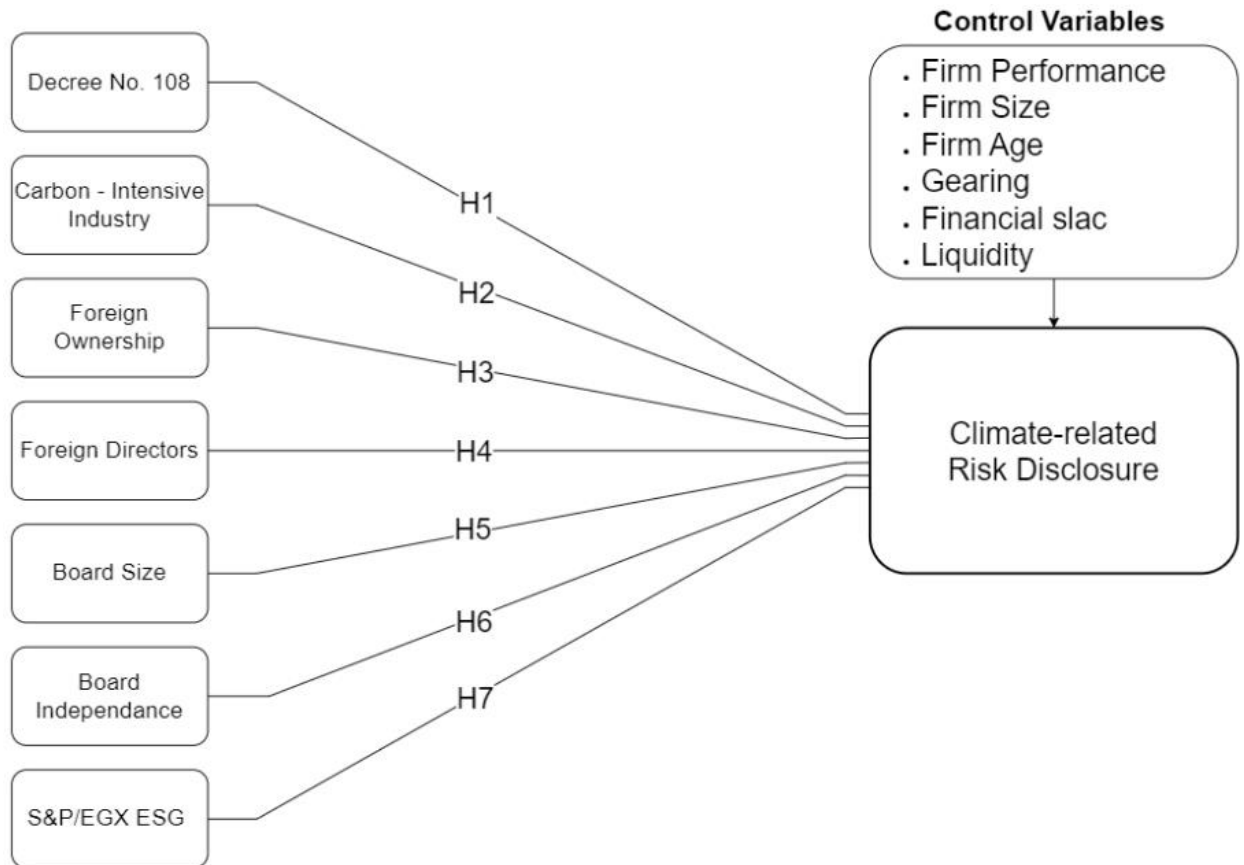 Control Variables
. Firm Performance
. Firm Size
. Firm Age
. Gearing
. Financial slac
. Liquidity
Decree No. 108
Carbon - Intensive
Industry
Foreign
Ownership
Foreign Directors
Board Size
Board
Independance
S&P/EGX ESG
H1
H2
H3
H4
H5
H6
H7
Climate-related
Risk Disclosure